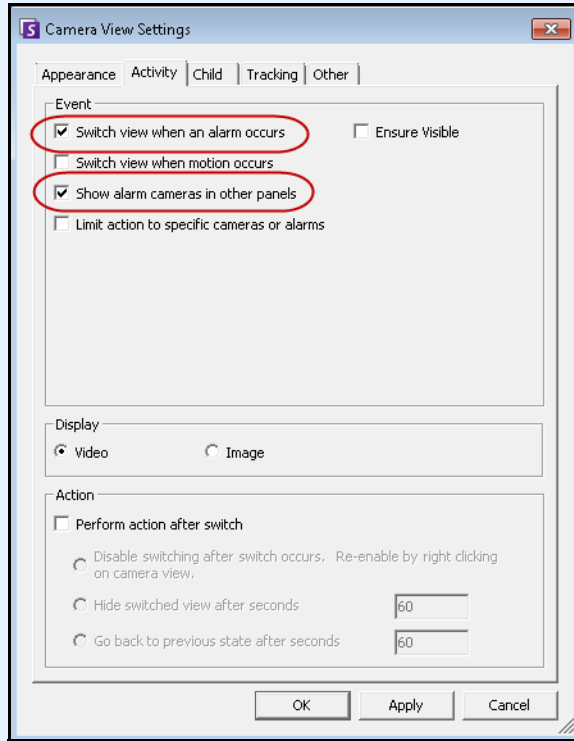 S Camera View Settings
Appearance Activity Child Tracking Other
Event
Switch view when an alarm occurs Ensure Visible
Switch view when motion occurs
Show alarm cameras in other panels
Limit action to specific cameras or alarms
Display
Video Image
Action
Perform action after switch
Disable switching after switch occurs. Re-enable by right clicking
on camera view.
Hide switched view after seconds 60
Go back to previous state after seconds 60
OK Apply Cancel